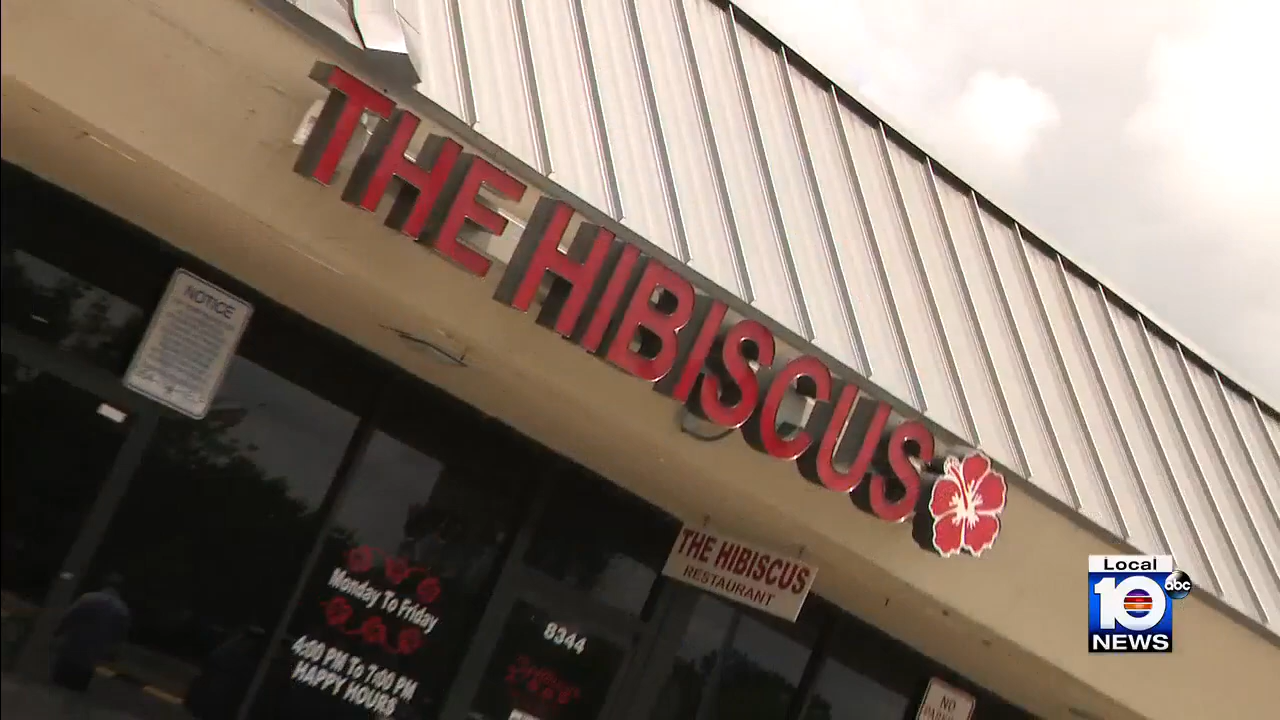 THE HIBISCUS
NOTICE
THE HIBISCUS
RESTAURANT
Monday To Friday
4:00 PM To 7:00 PM
HAPPY HOURS
8344
NO
Local
10
abc
NEWS